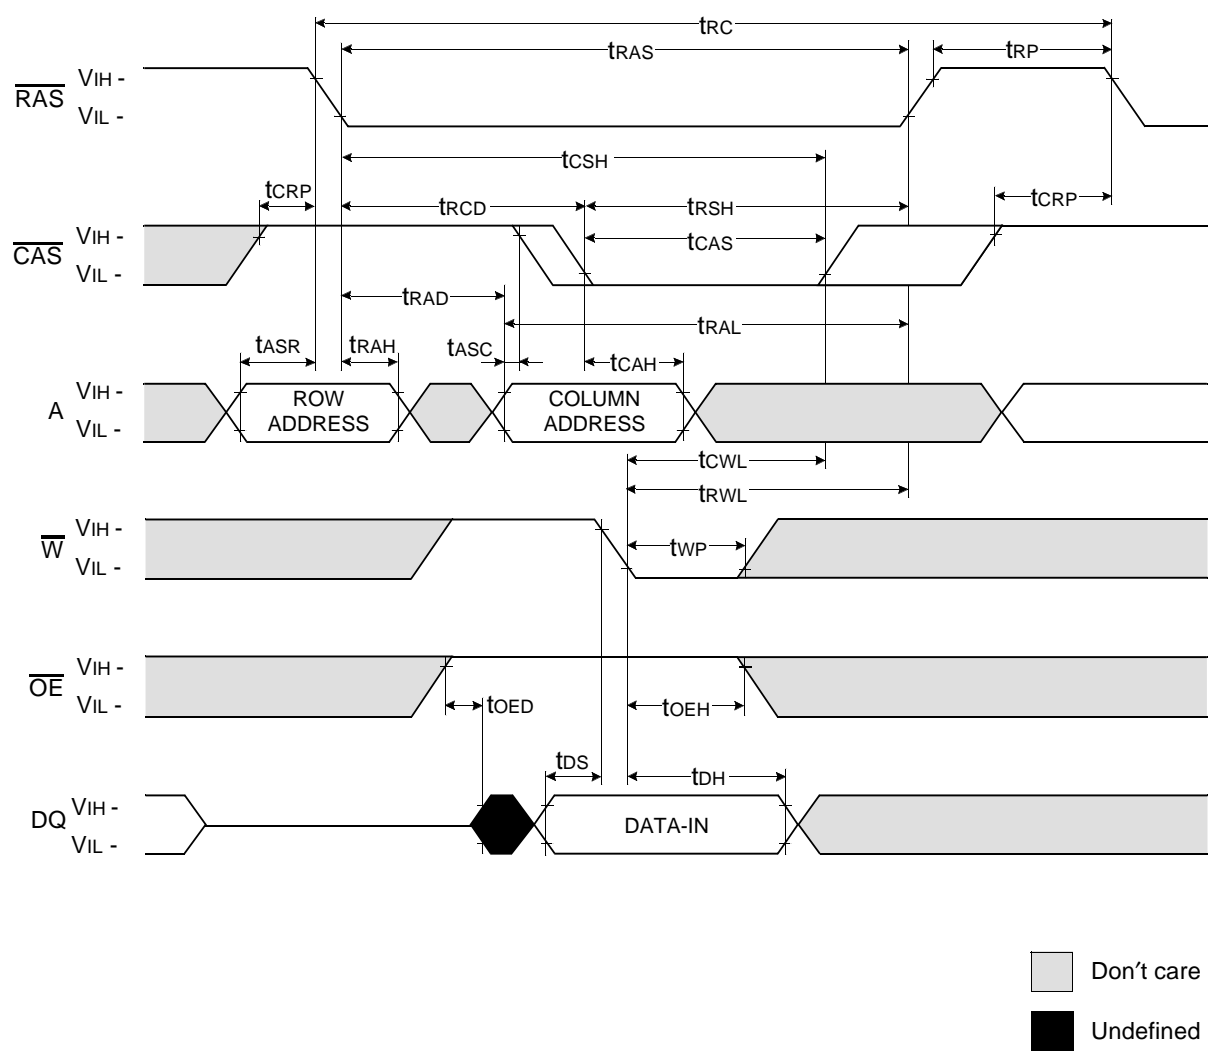 tRC
tRAS
tRP
RAS
VIH -
VIL -
tCSH
tCRP
tRCD
tRSH
tCRP
CAS
VIH -
VIL -
tCAS
tRAD
tRAL
tASR
tRAH
tASC
tCAH
A
VIH -
VIL -
ROW
ADDRESS
COLUMN
ADDRESS
tCWL
tRWL
W
VIH -
VIL -
tWP
OE
VIH -
VIL -
tOED
tOEH
tDS
tDH
DQ
VIH -
VIL -
DATA-IN
Don′t care
Undefined